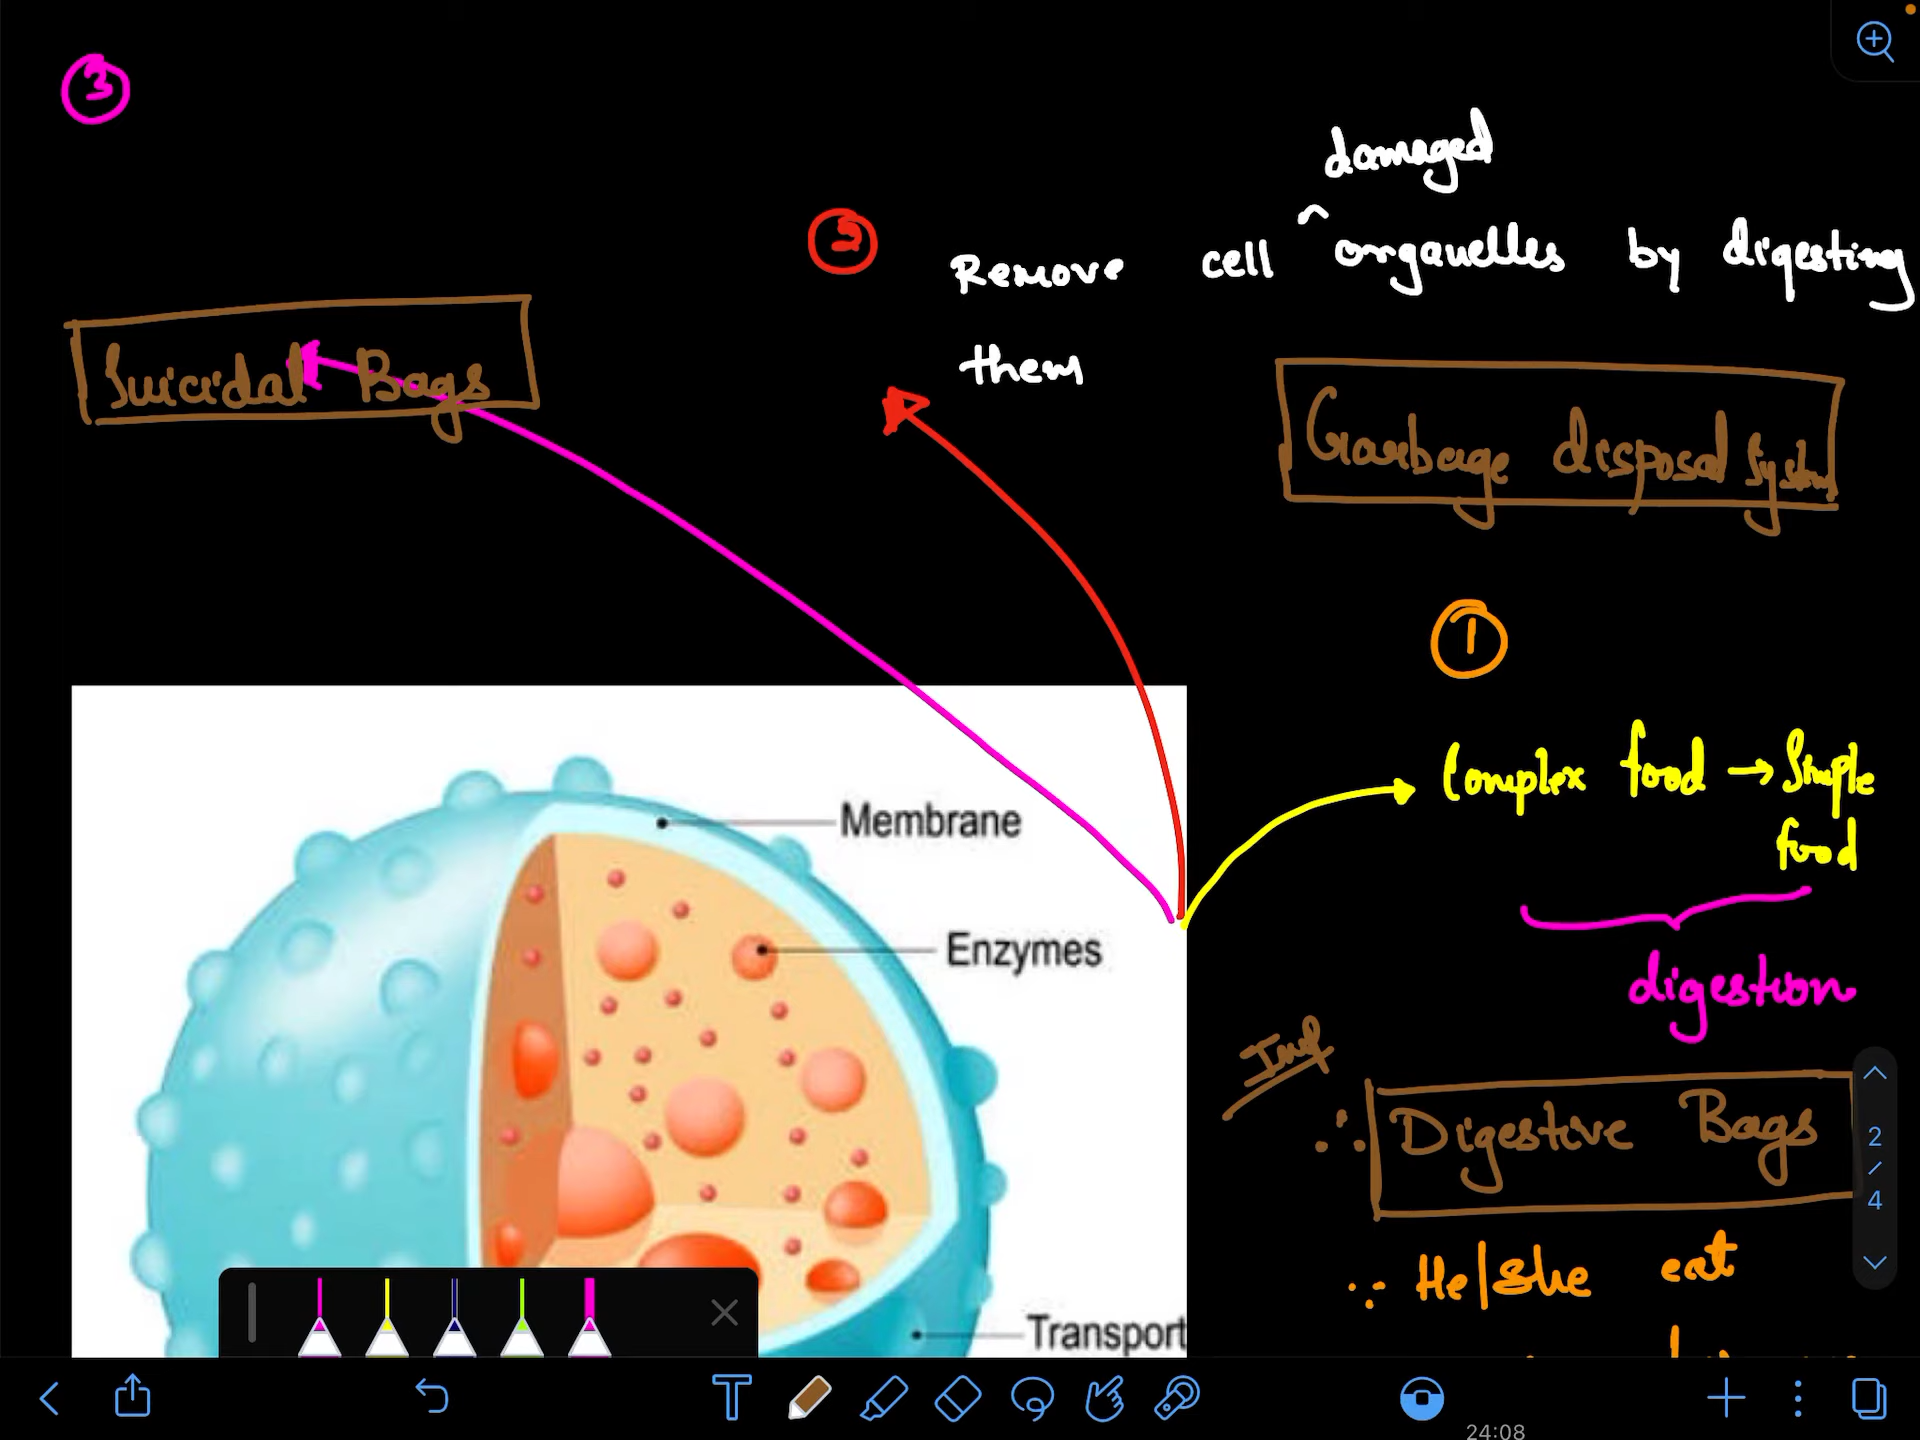 3
damaged
2 Remove cell ^ organelles by digesting
them
Suicidal Bags
Garbage disposal System
1
Complex food → Simple
food
digestion
Membrane
Enzymes
Imp
∴ Digestive Bags
∵ He/She eat
Transport
2
/
4
24:08